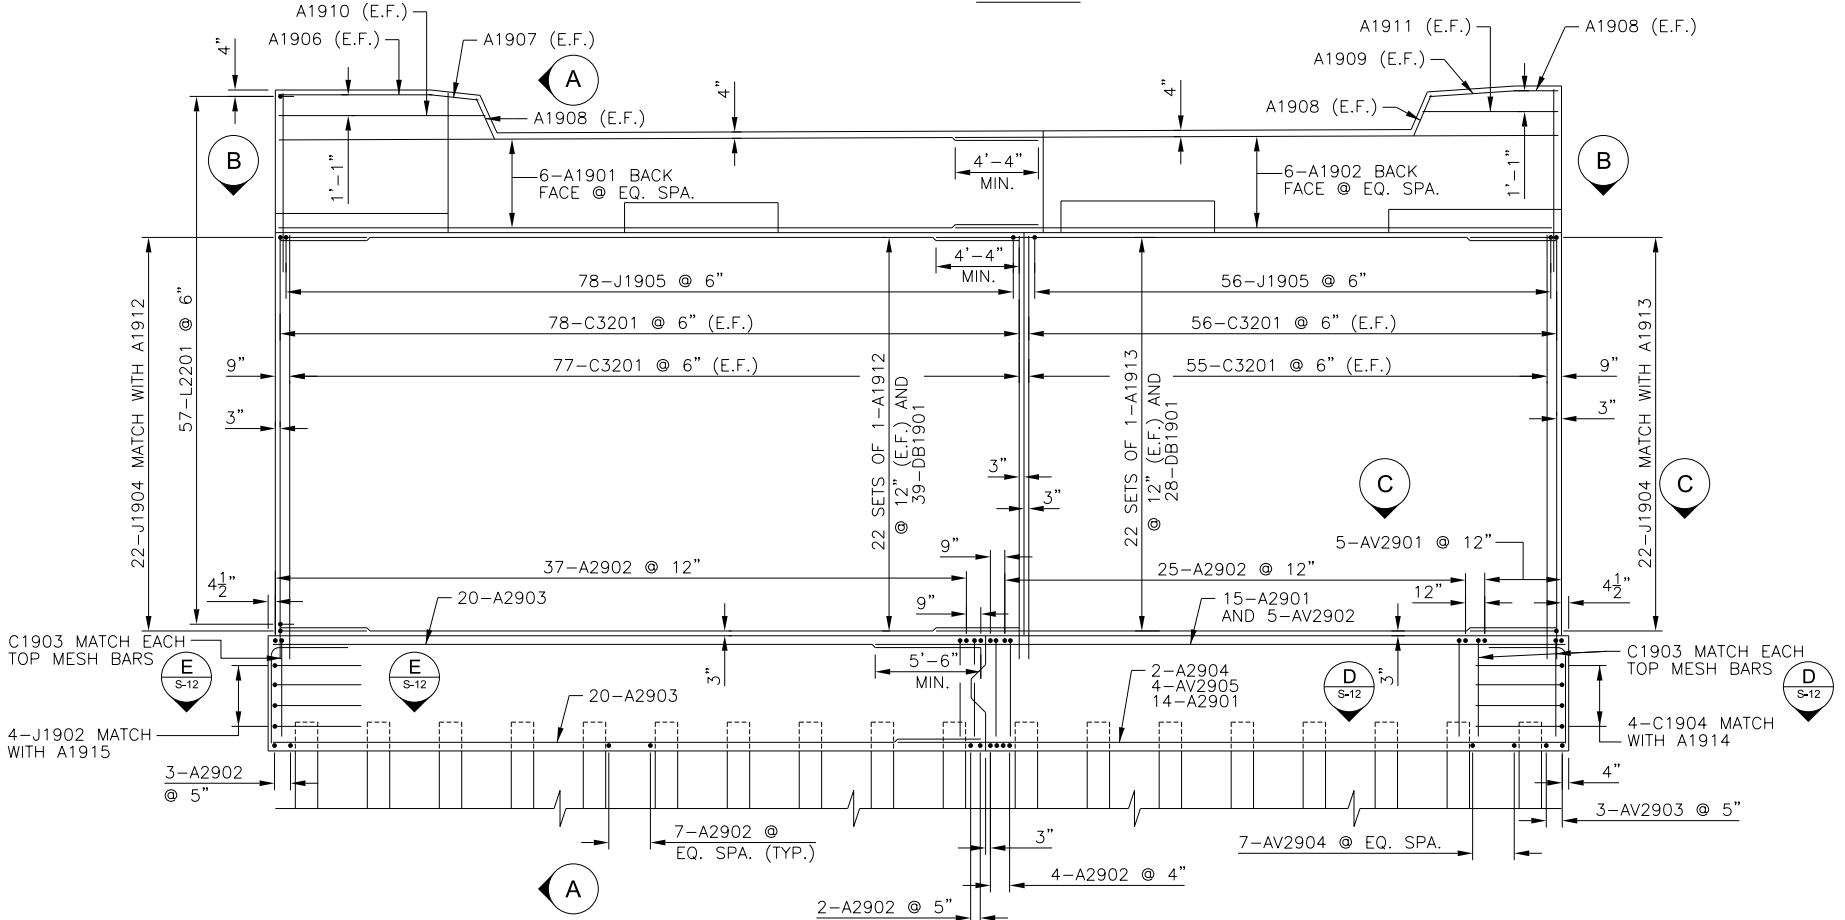 A1910 (E.F.)
A1906 (E.F.)
A1907 (E.F.)
A
A1908 (E.F.)
4"
4"
4"
A1911 (E.F.)
A1908 (E.F.)
A1909 (E.F.)
A1908 (E.F.)
B
B
1'-1"
1'-1"
6-A1901 BACK
FACE @ EQ. SPA.
4'-4"
MIN.
6-A1902 BACK
FACE @ EQ. SPA.
4'-4"
MIN.
78-J1905 @ 6"
56-J1905 @ 6"
78-C3201 @ 6" (E.F.)
56-C3201 @ 6" (E.F.)
77-C3201 @ 6" (E.F.)
55-C3201 @ 6" (E.F.)
22-J1904 MATCH WITH A1912
57-L2201 @ 6"
9"
3"
22 SETS OF 1-A1912
@ 12" (E.F.) AND
39-DB1901
22 SETS OF 1-A1913
@ 12" (E.F.) AND
28-DB1901
9"
3"
22-J1904 MATCH WITH A1913
3"
3"
C
C
5-AV2901 @ 12"
9"
37-A2902 @ 12"
25-A2902 @ 12"
4½"
12"
4½"
20-A2903
9"
15-A2901
AND 5-AV2902
C1903 MATCH EACH
TOP MESH BARS
C1903 MATCH EACH
TOP MESH BARS
E
S-12
E
S-12
3"
5'-6"
MIN.
2-A2904
4-AV2905
14-A2901
D
S-12
3"
D
S-12
20-A2903
4-J1902 MATCH
WITH A1915
4-C1904 MATCH
WITH A1914
3-A2902
@ 5"
4"
3-AV2903 @ 5"
7-A2902 @
EQ. SPA. (TYP.)
3"
7-AV2904 @ EQ. SPA.
4-A2902 @ 4"
A
2-A2902 @ 5"